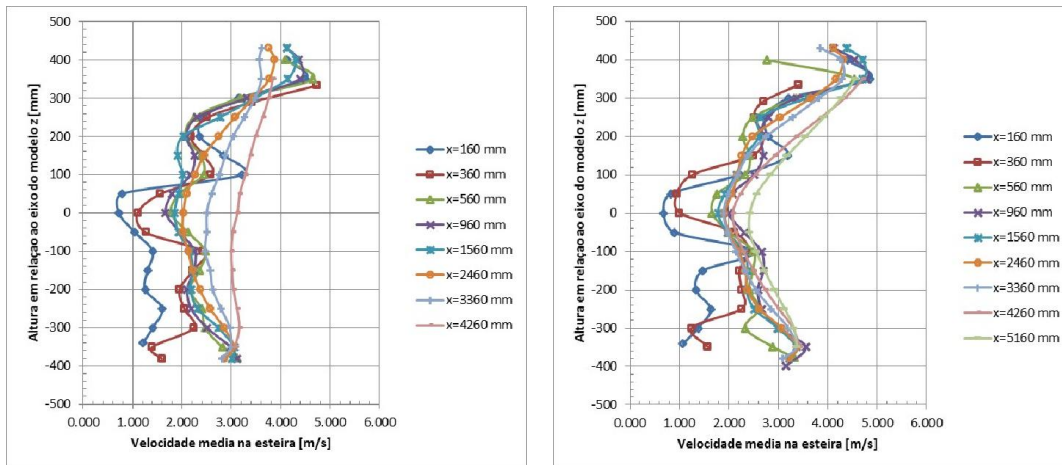 500
400
300
200
100
0
-100
-200
-300
-400
-500
0.000 1.000 2.000 3.000 4.000 5.000 6.000
Altura em relaçao ao eixo do modelo z [mm]
Velocidade media na esteira [m/s]
x=160 mm
x=360 mm
x=560 mm
x=960 mm
x=1560 mm
x=2460 mm
x=3360 mm
x=4260 mm
500
400
300
200
100
0
-100
-200
-300
-400
-500
0.000 1.000 2.000 3.000 4.000 5.000 6.000
Altura em relaçao ao eixo do modelo z [mm]
Velocidade media na esteira [m/s]
x=160 mm
x=360 mm
x=560 mm
x=960 mm
x=1560 mm
x=2460 mm
x=3360 mm
x=4260 mm
x=5160 mm